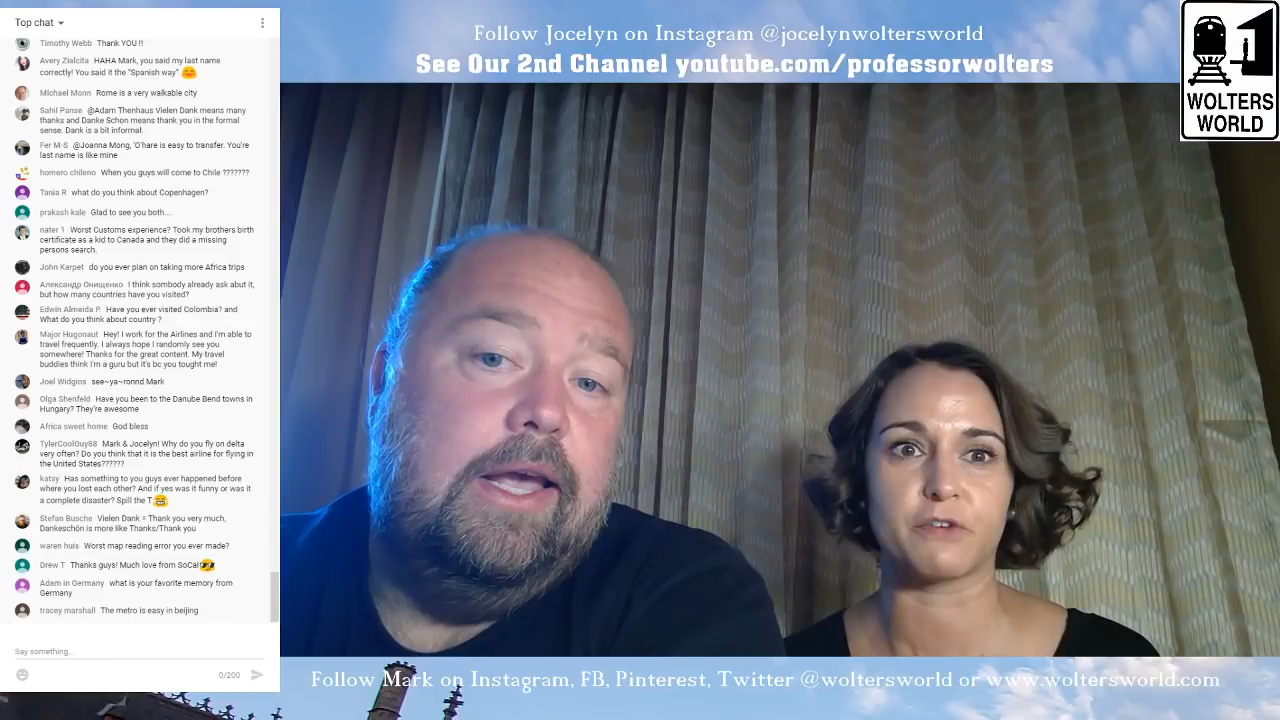 Top chat
Timothy Webb Thank YOU !!
Avery Zialcita HAHA Mark, you said my last name
correctly! You said it the "Spanish way"
Michael Monn Rome is a very walkable city
Sahil Panse @Adam Thenhaus Vielen Dank means many
thanks and Danke Schon means thank you in the formal
sense. Dank is a bit informal.
Fer M-S @Joanna Mong, 'O'hare is easy to transfer. You're
last name is like mine
homero chileno When you guys will come to Chile ???????
Tania R what do you think about Copenhagen?
prakash kale Glad to see you both....
nater 1 Worst Customs experience? Took my brothers birth
certificate as a kid to Canada and they did a missing
persons search.
John Karpet do you ever plan on taking more Africa trips
Александр Онищенко I think sombody already ask abut it,
but how many countries have you visited?
Edwin Almeida P. Have you ever visited Colombia? and
What do you think about country ?
Major Hugonaut Hey! I work for the Airlines and I'm able to
travel frequently. I always hope I randomly see you
somewhere! Thanks for the great content. My travel
buddies think I'm a guru but it's bc you tought me!
Joel Widgins see~ya~ronnd Mark
Olga Shenfeld Have you been to the Danube Bend towns in
Hungary? They're awesome
Africa sweet home God bless
TylerCoolGuy88 Mark & Jocelyn! Why do you fly on delta
very often? Do you think that it is the best airline for flying in
the United States??????
katsy Has something to you guys ever happened before
where you lost each other? And if yes was it funny or was it
a complete disaster? Spill the T
Stefan Busche Vielen Dank = Thank you very much,
Dankeschön is more like Thanks/Thank you
waren huis Worst map reading error you ever made?
Drew T Thanks guys! Much love from SoCal!
Adam in Germany what is your favorite memory from
Germany
tracey marshall The metro is easy in beijing
Say something...
0/200
Follow Jocelyn on Instagram @jocelynwoltersworld
See Our 2nd Channel youtube.com/professorwolters
1
WOLTERS
WORLD
Follow Mark on Instagram, FB, Pinterest, Twitter @woltersworld or www.woltersworld.com